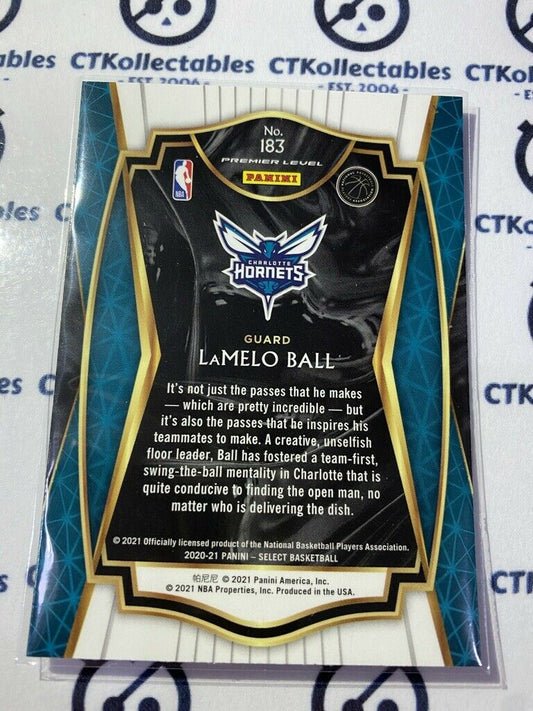 CTKollectables
- EST. 2006 -
CTKollectables
- EST. 2006 -
CTKollectables
ctables
06 -
CTKo
No.
183
PREMIER LEVEL
PANINI
NBA
CHARLOTTE
HORNETS
GUARD
LaMELO BALL
It's not just the passes that he makes
— which are pretty incredible — but
it's also the passes that he inspires his
teammates to make. A creative, unselfish
floor leader, Ball has fostered a team-first,
swing-the-ball mentality in Charlotte that is
quite conducive to finding the open man, no
matter who is delivering the dish.
© 2021 Officially licensed product of the National Basketball Players Association.
2020-21 PANINI – SELECT BASKETBALL
帕尼尼 © 2021 Panini America, Inc.
© 2021 NBA Properties, Inc. Produced in the USA.